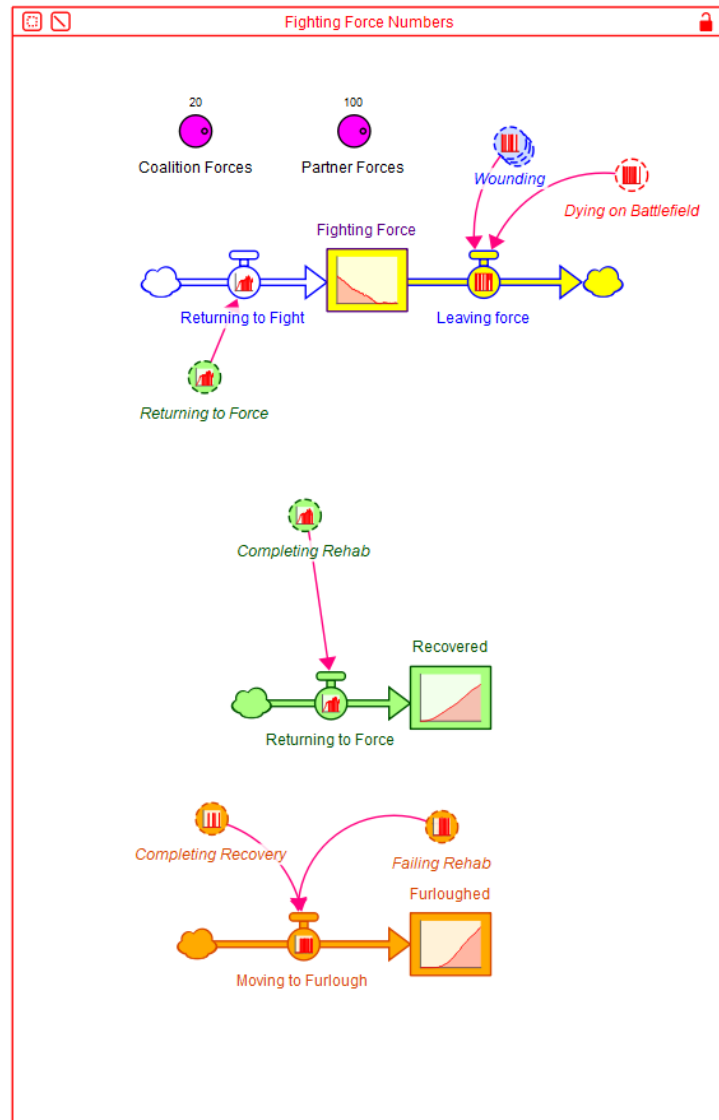 Fighting Force Numbers
20
100
Coalition Forces
Partner Forces
Wounding
Dying on Battlefield
Fighting Force
Returning to Fight
Leaving force
Returning to Force
Completing Rehab
Recovered
Returning to Force
Completing Recovery
Failing Rehab
Furloughed
Moving to Furlough